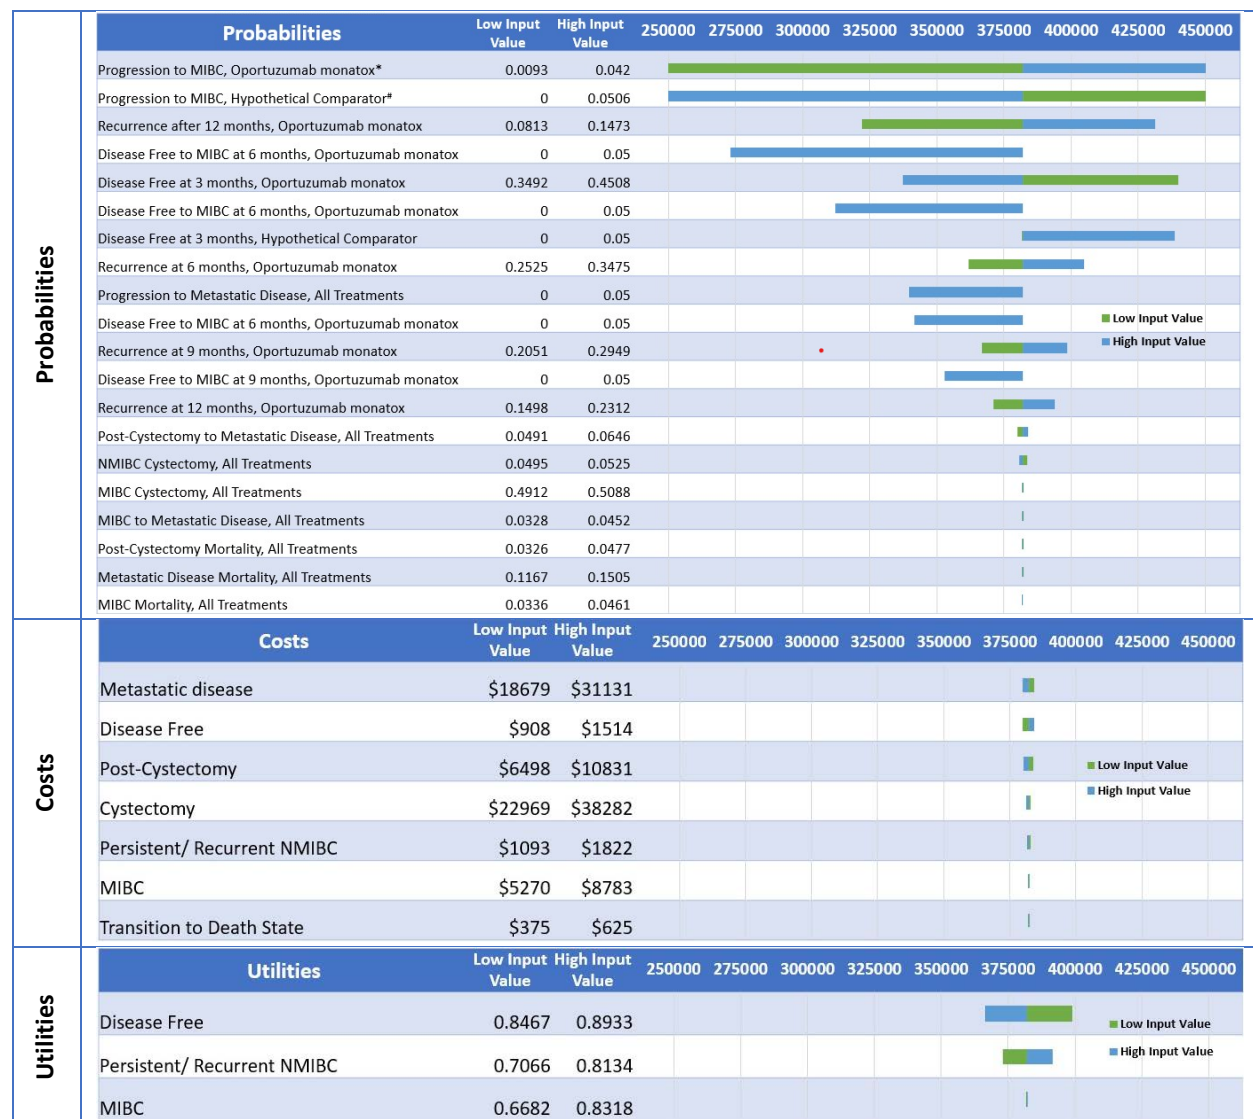 Probabilities
Probabilities Low Input Value High Input Value 250000 275000 300000 325000 350000 375000 400000 425000 450000
Progression to MIBC, Oportuzumab monatox* 0.0093 0.042
Progression to MIBC, Hypothetical Comparator# 0 0.0506
Recurrence after 12 months, Oportuzumab monatox 0.0813 0.1473
Disease Free to MIBC at 6 months, Oportuzumab monatox 0 0.05
Disease Free at 3 months, Oportuzumab monatox 0.3492 0.4508
Disease Free to MIBC at 6 months, Oportuzumab monatox 0 0.05
Disease Free at 3 months, Hypothetical Comparator 0 0.05
Recurrence at 6 months, Oportuzumab monatox 0.2525 0.3475
Progression to Metastatic Disease, All Treatments 0 0.05
Disease Free to MIBC at 6 months, Oportuzumab monatox 0 0.05
Low Input Value
Recurrence at 9 months, Oportuzumab monatox 0.2051 0.2949
High Input Value
Disease Free to MIBC at 9 months, Oportuzumab monatox 0 0.05
Recurrence at 12 months, Oportuzumab monatox 0.1498 0.2312
Post-Cystectomy to Metastatic Disease, All Treatments 0.0491 0.0646
NMIBC Cystectomy, All Treatments 0.0495 0.0525
MIBC Cystectomy, All Treatments 0.4912 0.5088
MIBC to Metastatic Disease, All Treatments 0.0328 0.0452
Post-Cystectomy Mortality, All Treatments 0.0326 0.0477
Metastatic Disease Mortality, All Treatments 0.1167 0.1505
MIBC Mortality, All Treatments 0.0336 0.0461
Costs
Costs Low Input Value High Input Value 250000 275000 300000 325000 350000 375000 400000 425000 450000
Metastatic disease $18679 $31131
Disease Free $908 $1514
Post-Cystectomy $6498 $10831
Low Input Value
High Input Value
Cystectomy $22969 $38282
Persistent/ Recurrent NMIBC $1093 $1822
MIBC $5270 $8783
Transition to Death State $375 $625
Utilities
Utilities Low Input Value High Input Value 250000 275000 300000 325000 350000 375000 400000 425000 450000
Disease Free 0.8467 0.8933
Low Input Value
High Input Value
Persistent/ Recurrent NMIBC 0.7066 0.8134
MIBC 0.6682 0.8318